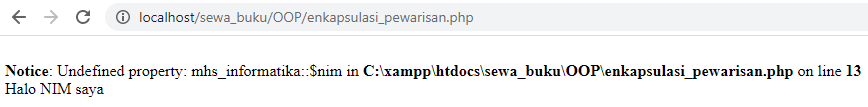 localhost/sewa_buku/OOP/enkapsulasi_pewarisan.php
Notice: Undefined property: mhs_informatika::$nim in C:\xampp\htdocs\sewa_buku\OOP\enkapsulasi_pewarisan.php on line 13
Halo NIM saya